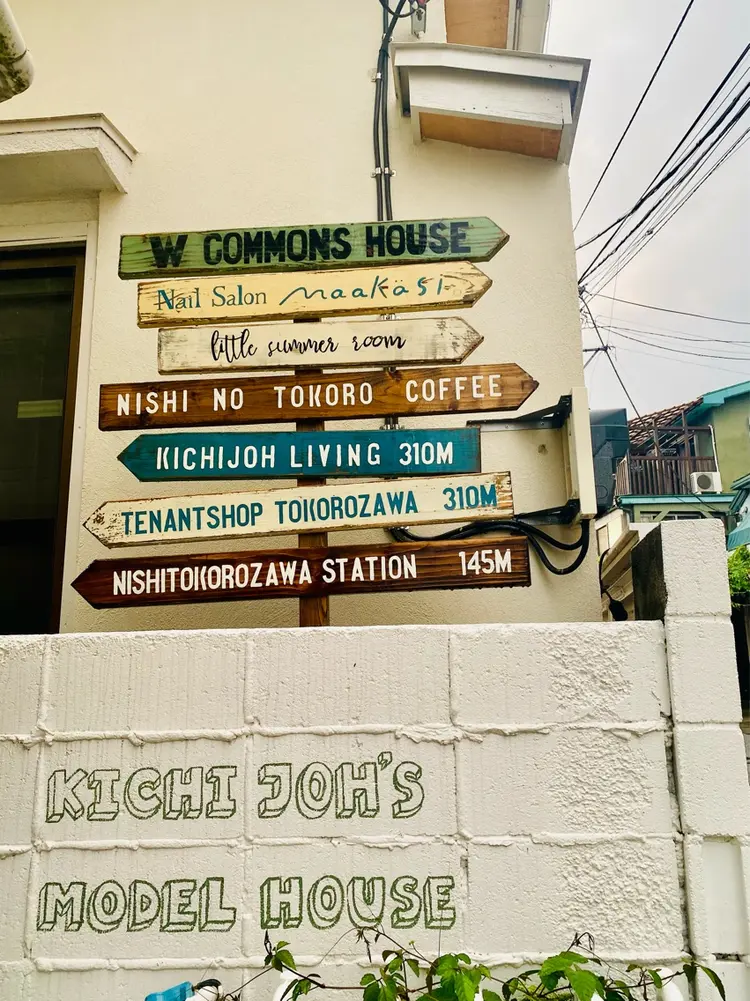 W COMMONS HOUSE
Nail Salon maakasi
little summer room
NISHI NO TOKORO COFFEE
KICHIJOH LIVING 310M
TENANTSHOP TOKOROZAWA 310M
NISHITOKOROZAWA STATION 145M
KICHI JOH'S
MODEL HOUSE